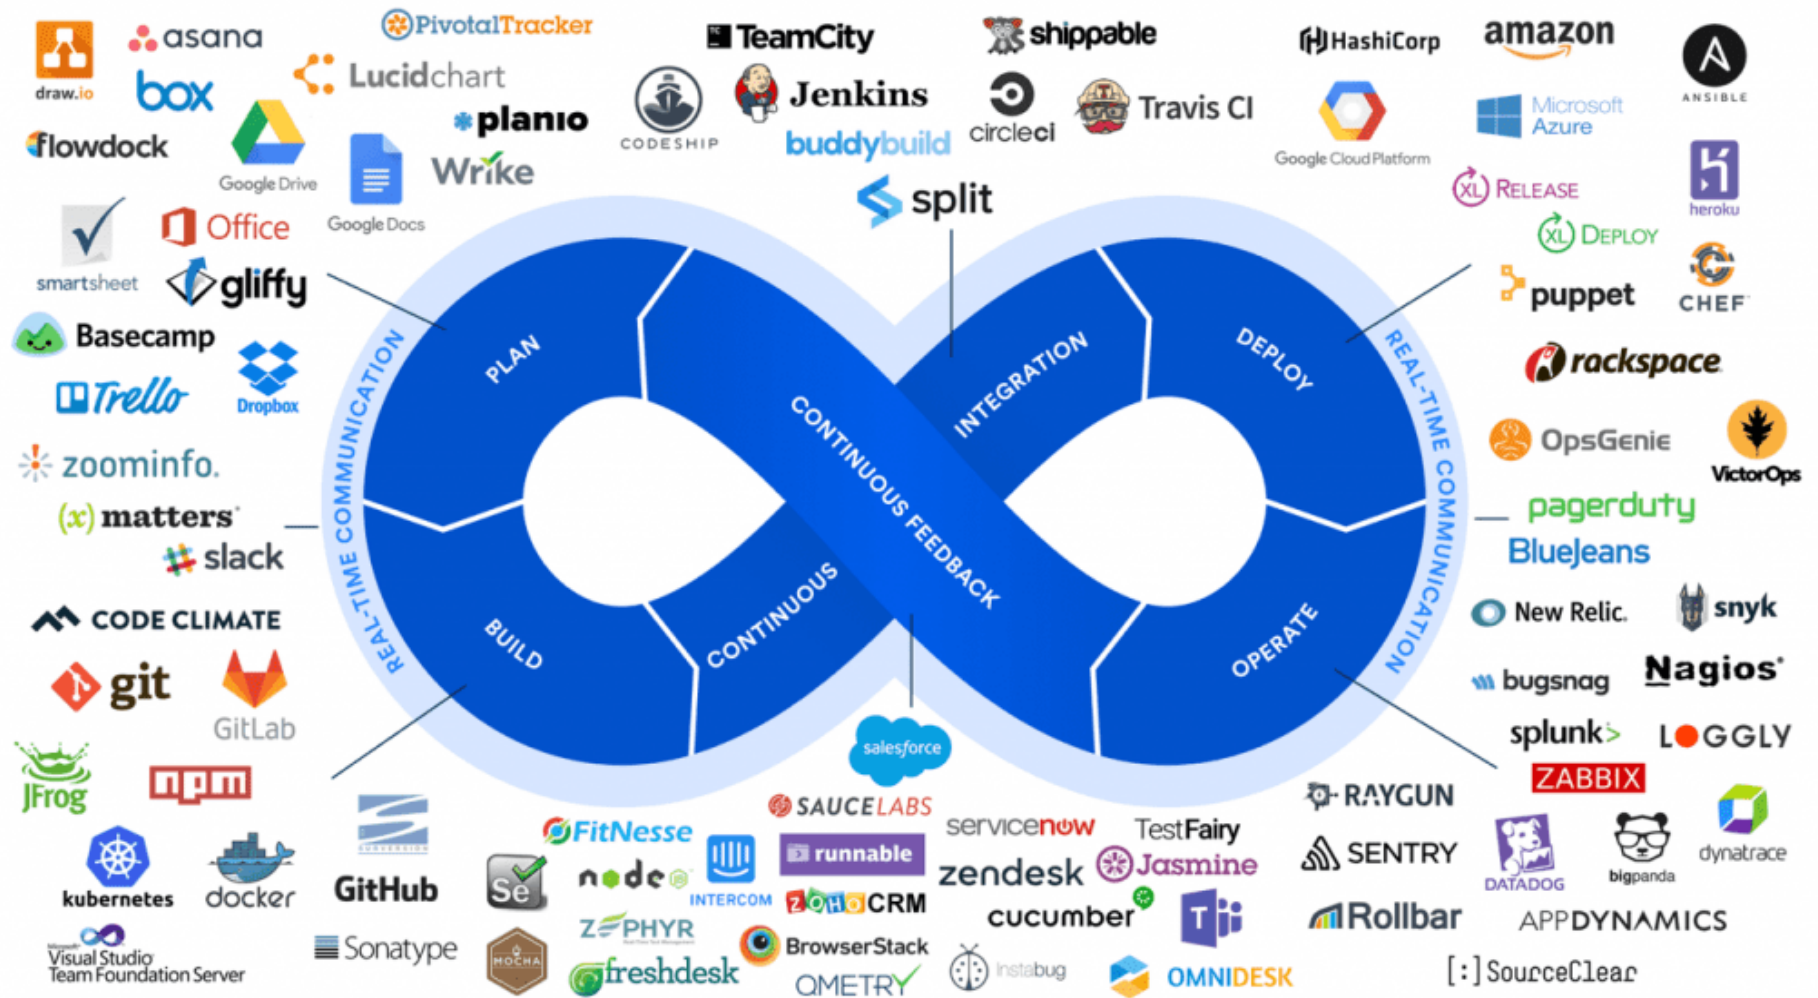 draw.io
asana
PivotalTracker
box
Lucidchart
flowdock
Google Drive
planio
Wrike
Google Docs
smartsheet
Office
gliffy
Basecamp
Trello
Dropbox
TeamCity
shippable
CODESHIP
Jenkins
circleci
Travis CI
buddybuild
split
HashiCorp
amazon
ANSIBLE
Google Cloud Platform
Microsoft
Azure
XL RELEASE
heroku
XL DEPLOY
puppet
CHEF
rackspace
PLAN
CONTINUOUS FEEDBACK
INTEGRATION
DEPLOY
BUILD
CONTINUOUS
OPERATE
REAL-TIME COMMUNICATION
REAL-TIME COMMUNICATION
zoominfo.
(x) matters
slack
OpsGenie
VictorOps
pagerduty
BlueJeans
CODE CLIMATE
git
GitLab
JFrog
npm
kubernetes
docker
SUBVERSION
GitHub
Microsoft
Visual Studio
Team Foundation Server
Sonatype
salesforce
SAUCELABS
FitNesse
Se
node
JS
INTERCOM
runnable
servicenow
TestFairy
zendesk
Jasmine
ZOHO CRM
cucumber
ZEPHYR
MOCHA
BrowserStack
T
freshdesk
QMETRY
Instabug
OMNIDESK
New Relic.
snyk
bugsnag
Nagios
splunk>
LOGGLY
ZABBIX
RAYGUN
SENTRY
DATADOG
bigpanda
dynatrace
Rollbar
APPDYNAMICS
[:]SourceClear